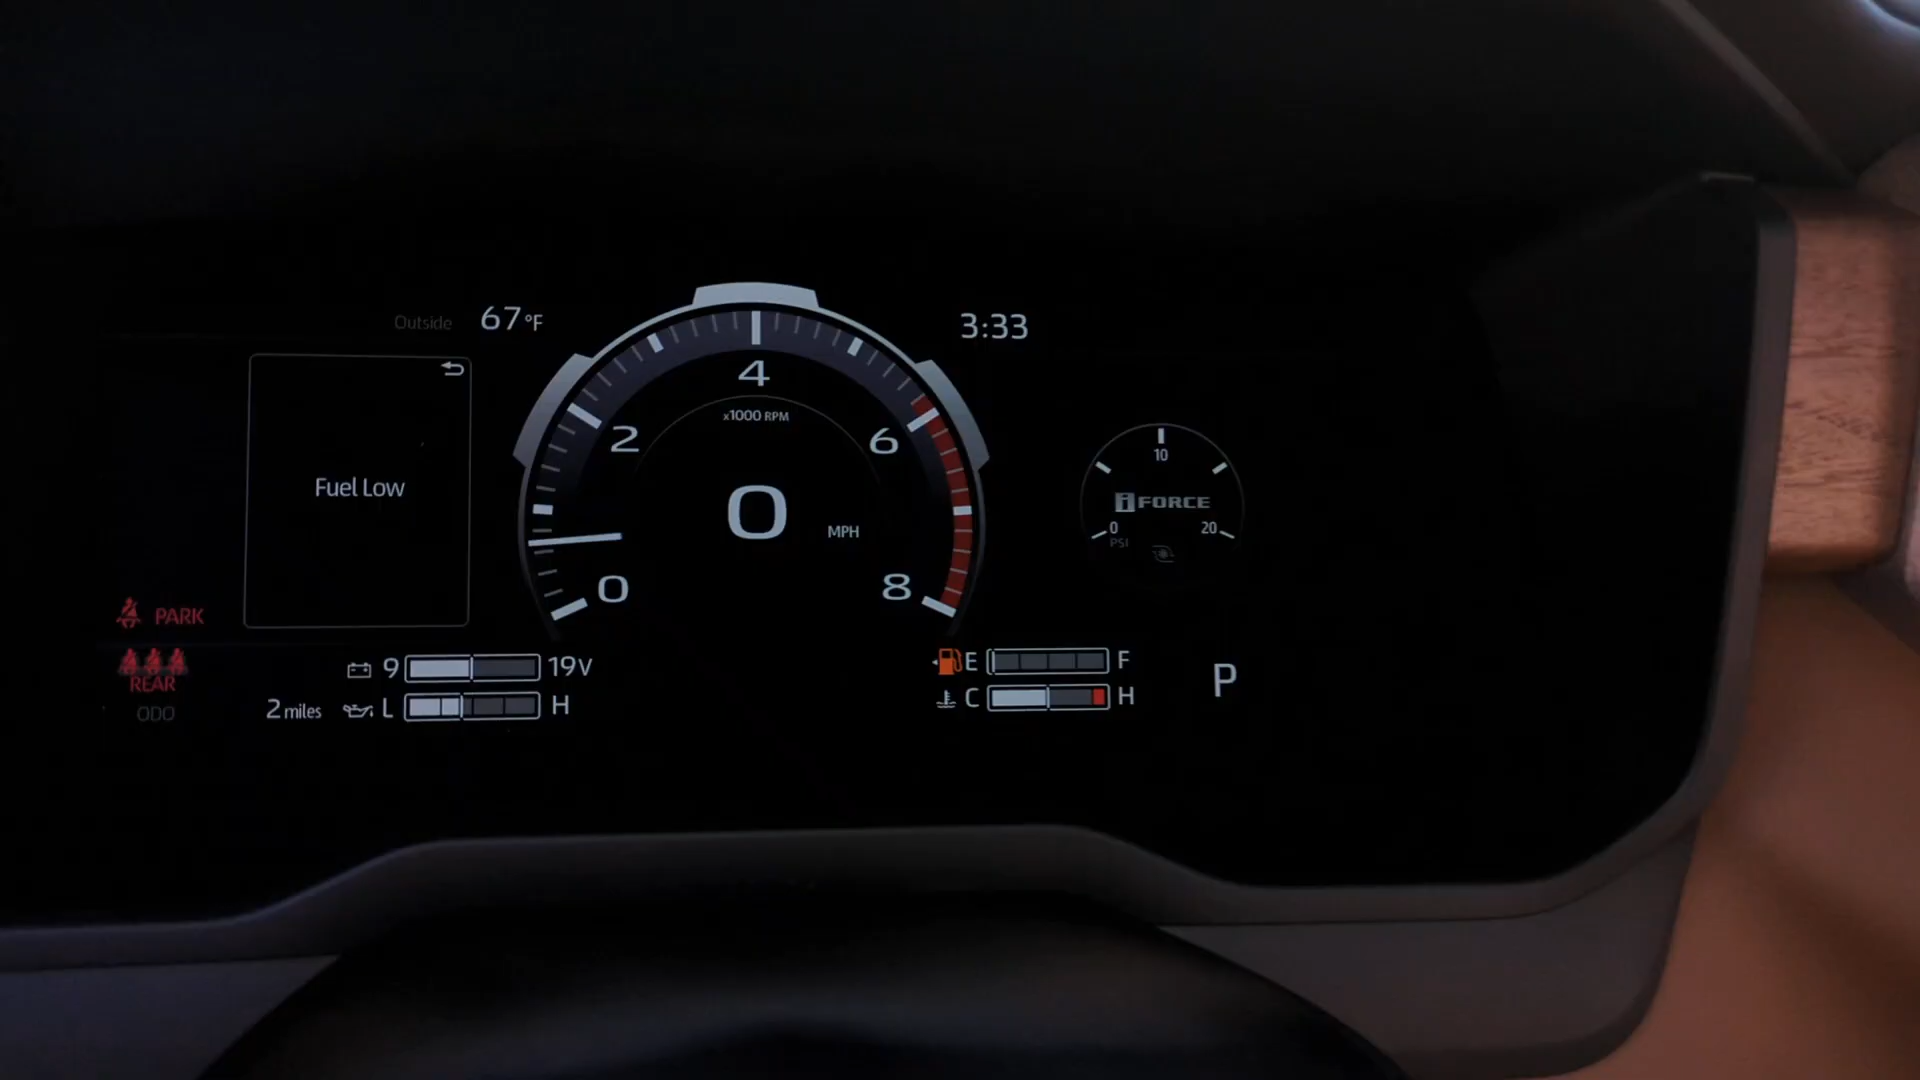 Outside 67°F
3:33
4
x1000 RPM
2
6
10
iFORCE
Fuel Low
0
MPH
0
20
PSI
0
8
PARK
REAR
9
19V
E
F
P
ODO
2 miles
L
H
C
H